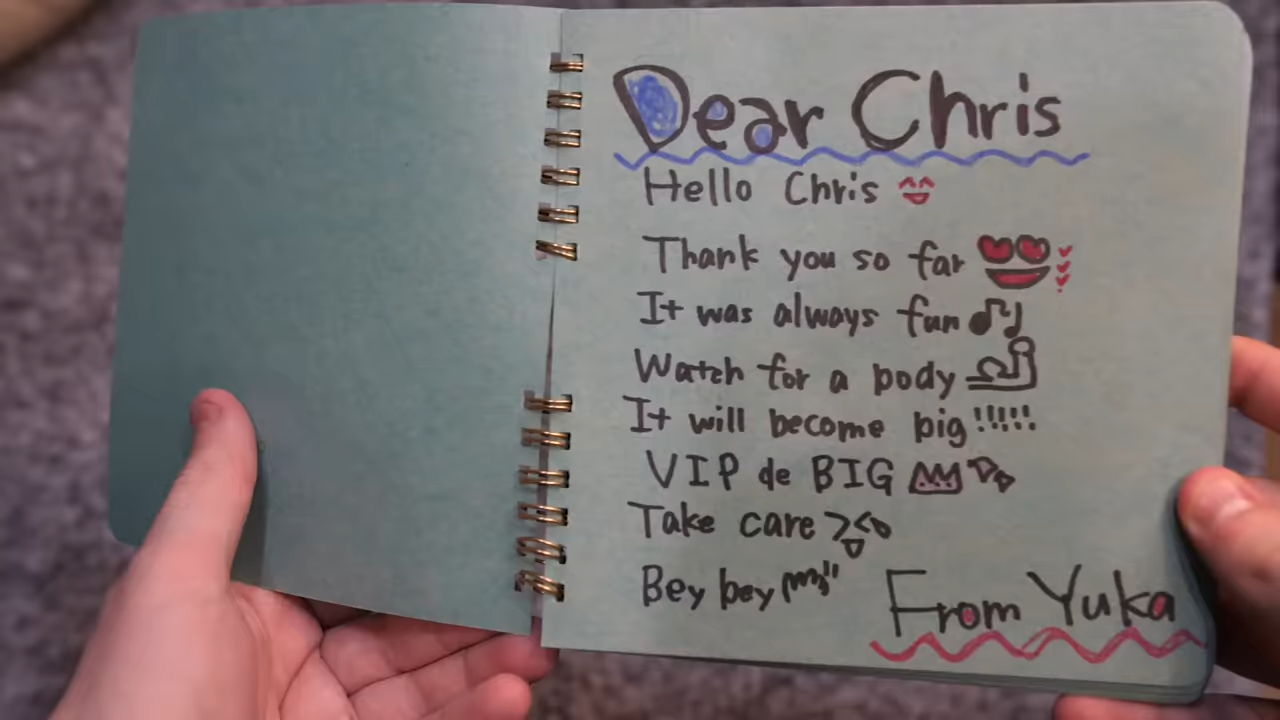 Dear Chris
Hello Chris
Thank you so far
It was always fun
Watch for a body
It will become big!!!!!
VIP de BIG
Take care
Bey bey
From Yuka